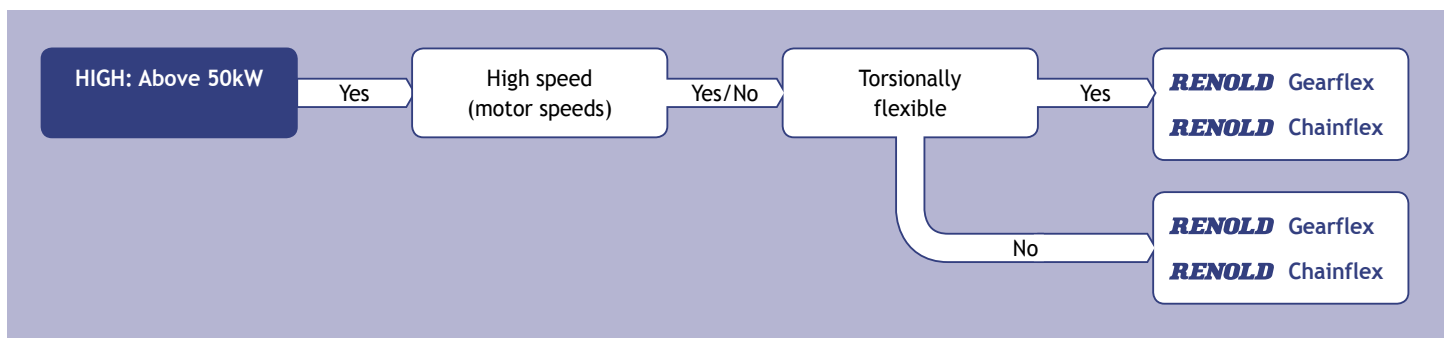 HIGH: Above 50kW
Yes
High speed
(motor speeds)
Yes/No
Torsionally
flexible
Yes
RENOLD Gearflex
RENOLD Chainflex
No
RENOLD Gearflex
RENOLD Chainflex